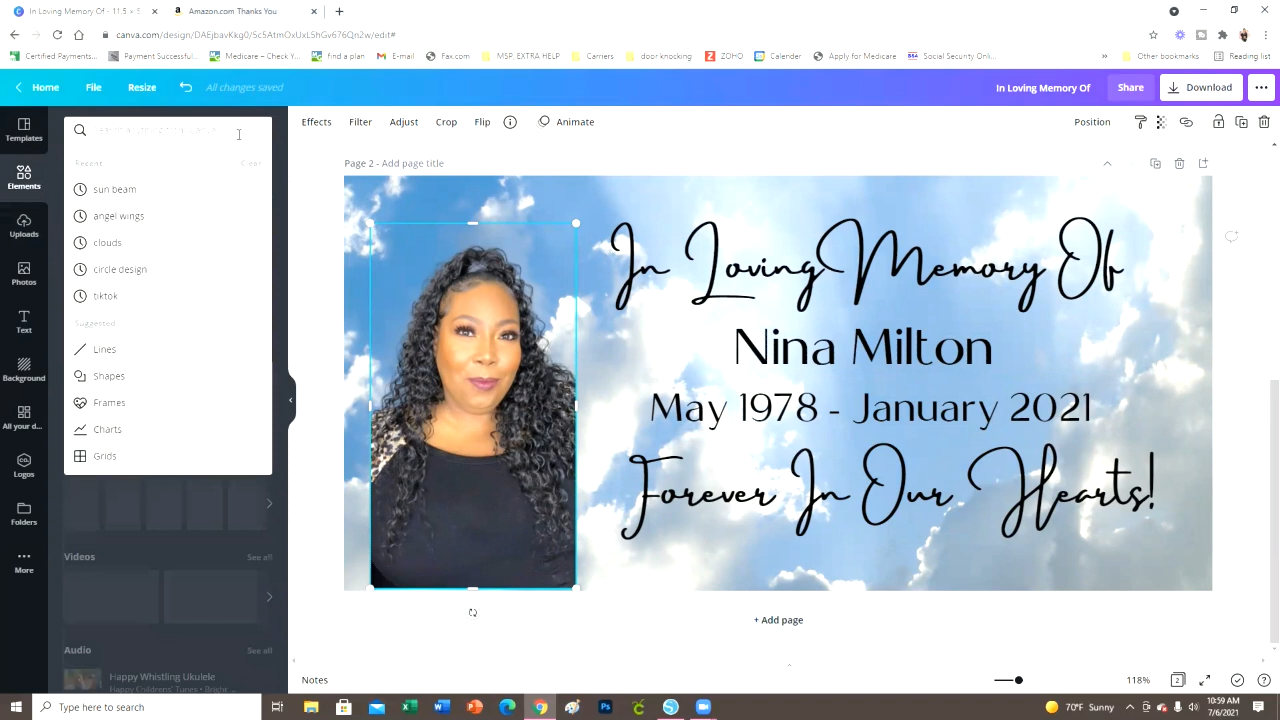 In Loving Memory Of - 11.5 × 5
Amazon.com Thanks You
canva.com/design/DAEjbavKkg0/Sc5AtmOxUxLShGv676Qn2w/edit#
Certified Payments...
Payment Successful...
Medicare – Check Y...
find a plan
E-mail
Fax.com
MSP, EXTRA HELP
Carriers
door knocking
ZOHO
Calender
Apply for Medicare
Social Security Onli...
Other bookmarks
Reading list
Home
File
Resize
All changes saved
In Loving Memory Of
Share
Download
Templates
Elements
Uploads
Photos
Text
Background
All your d...
Logos
Folders
More
Recent
Clear
sun beam
angel wings
clouds
circle design
tiktok
Suggested
Lines
Shapes
Frames
Charts
Grids
Videos
See all
Audio
See all
Happy Whistling Ukulele
Happy Childrens' Tunes • Bright ...
Effects
Filter
Adjust
Crop
Flip
Animate
Position
Page 2 - Add page title
In Loving Memory Of
Nina Milton
May 1978 - January 2021
Forever In Our Hearts!
+ Add page
Notes
118%
2
Type here to search
70°F Sunny
10:59 AM
7/6/2021